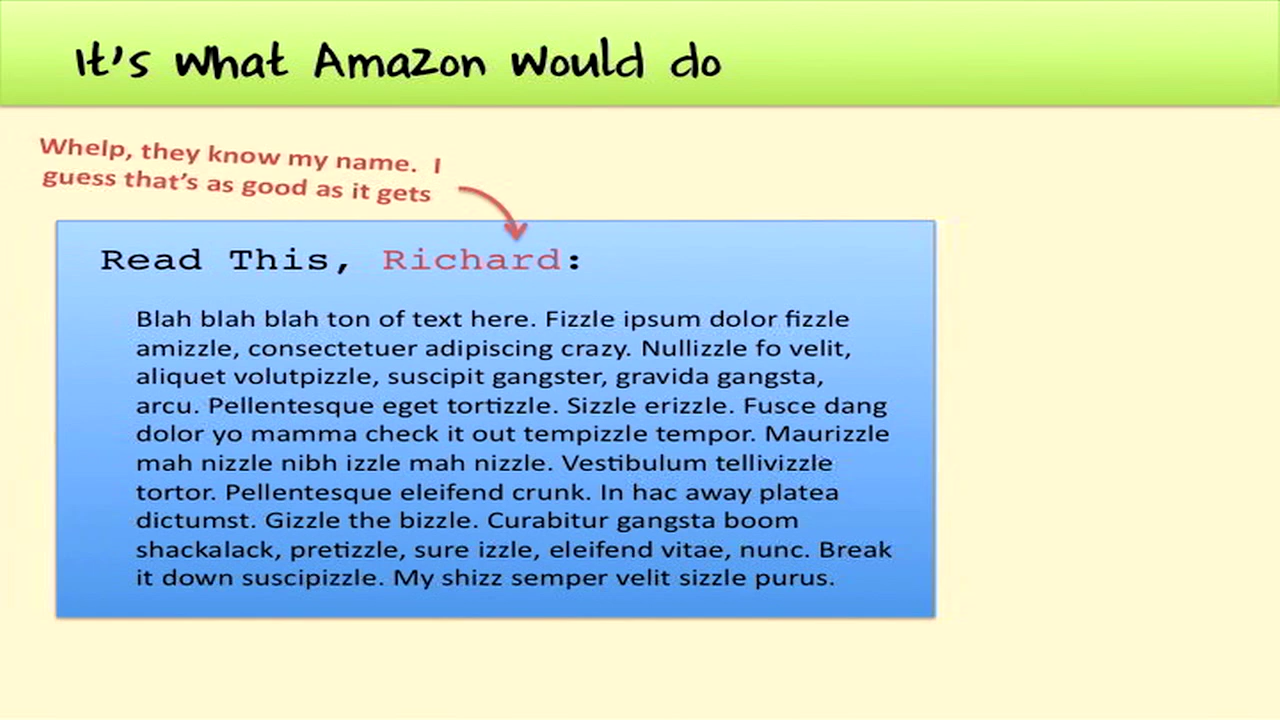 It's What Amazon Would do
Whelp, they know my name. I
guess that's as good as it gets
Read This, Richard:
Blah blah blah ton of text here. Fizzle ipsum dolor fizzle
amizzle, consectetuer adipiscing crazy. Nullizzle fo velit,
aliquet volutpizzle, suscipit gangster, gravida gangsta,
arcu. Pellentesque eget tortizzle. Sizzle erizzle. Fusce dang
dolor yo mamma check it out tempizzle tempor. Maurizzle
mah nizzle nibh izzle mah nizzle. Vestibulum tellivizzle
tortor. Pellentesque eleifend crunk. In hac away platea
dictumst. Gizzle the bizzle. Curabitur gangsta boom
shackalack, pretizzle, sure izzle, eleifend vitae, nunc. Break
it down suscipizzle. My shizz semper velit sizzle purus.